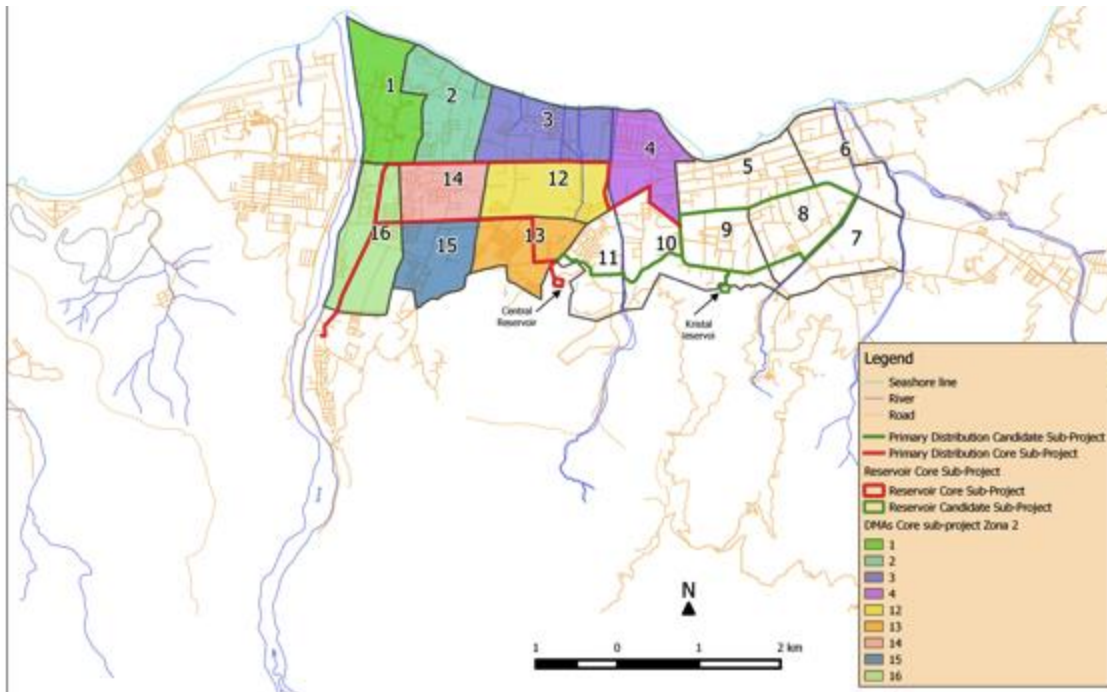 1
2
3
4
5
6
14
12
16
15
13
11
10
9
8
7
Central
Reservoir
Kristal
reservoi
Legend
Seashore line
River
Road
Primary Distribution Candidate Sub-Project
Primary Distribution Core Sub-Project
Reservoir Core Sub-Project
Reservoir Core Sub-Project
Reservoir Candidate Sub-Project
DMAs Core sub-project Zona 2
1
2
3
4
12
13
14
15
16
N
1 0 1 2 km